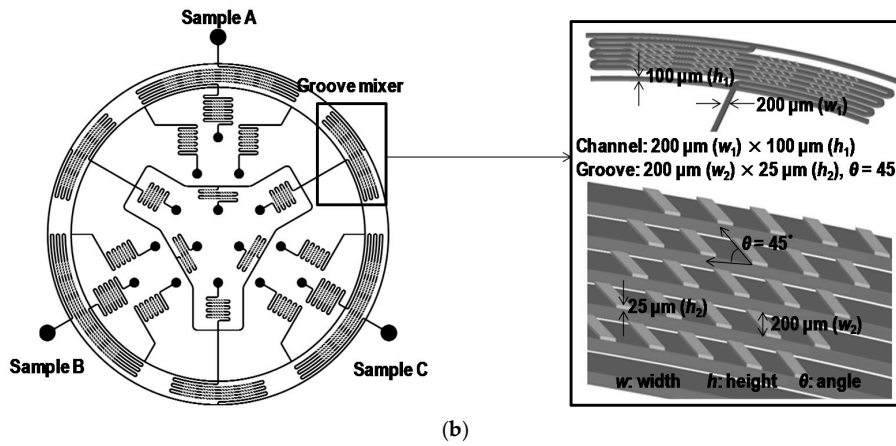 Sample A
Groove mixer
Sample B
Sample C
100 µm (h₁)
200 µm (w₁)
Channel: 200 µm (w₁) × 100 µm (h₁)
Groove: 200 µm (w₂) × 25 µm (h₂), θ = 45
θ = 45˚
25 µm (h₂)
200 µm (w₂)
w: width h: height θ: angle
(b)